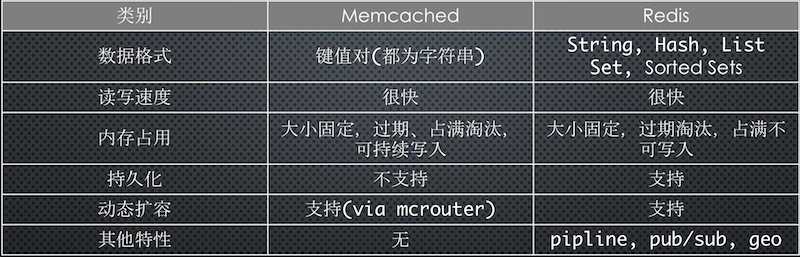 类别 Memcached Redis
数据格式 键值对(都为字符串) String, Hash, List
Set, Sorted Sets
读写速度 很快 很快
内存占用 大小固定，过期、占满淘汰，
可持续写入 大小固定，过期淘汰，占满不
可写入
持久化 不支持 支持
动态扩容 支持(via mcrouter) 支持
其他特性 无 pipline, pub/sub, geo